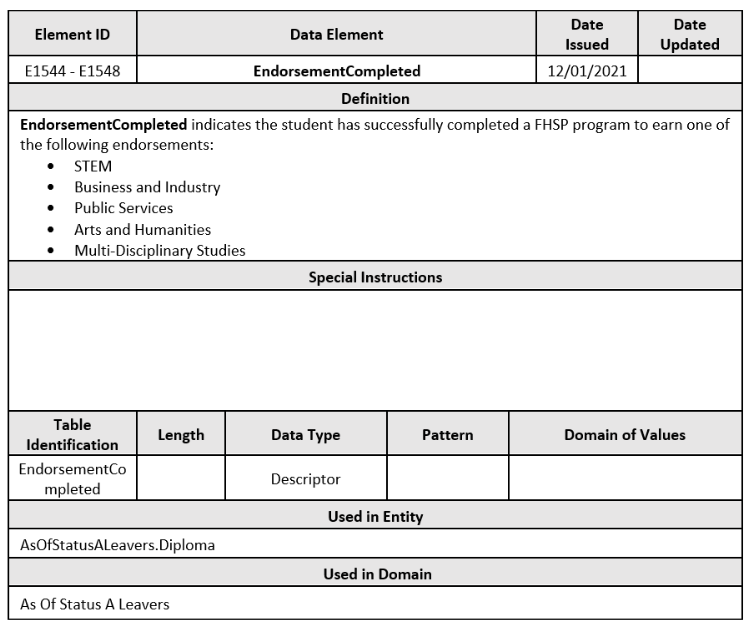 Element ID Data Element Date Issued Date Updated
E1544 - E1548 EndorsementCompleted 12/01/2021
Definition
EndorsementCompleted indicates the student has successfully completed a FHSP program to earn one of
the following endorsements:
• STEM
• Business and Industry
• Public Services
• Arts and Humanities
• Multi-Disciplinary Studies
Special Instructions
Table Identification Length Data Type Pattern Domain of Values
EndorsementCo
mpleted Descriptor
Used in Entity
AsOfStatusALeavers.Diploma
Used in Domain
As Of Status A Leavers